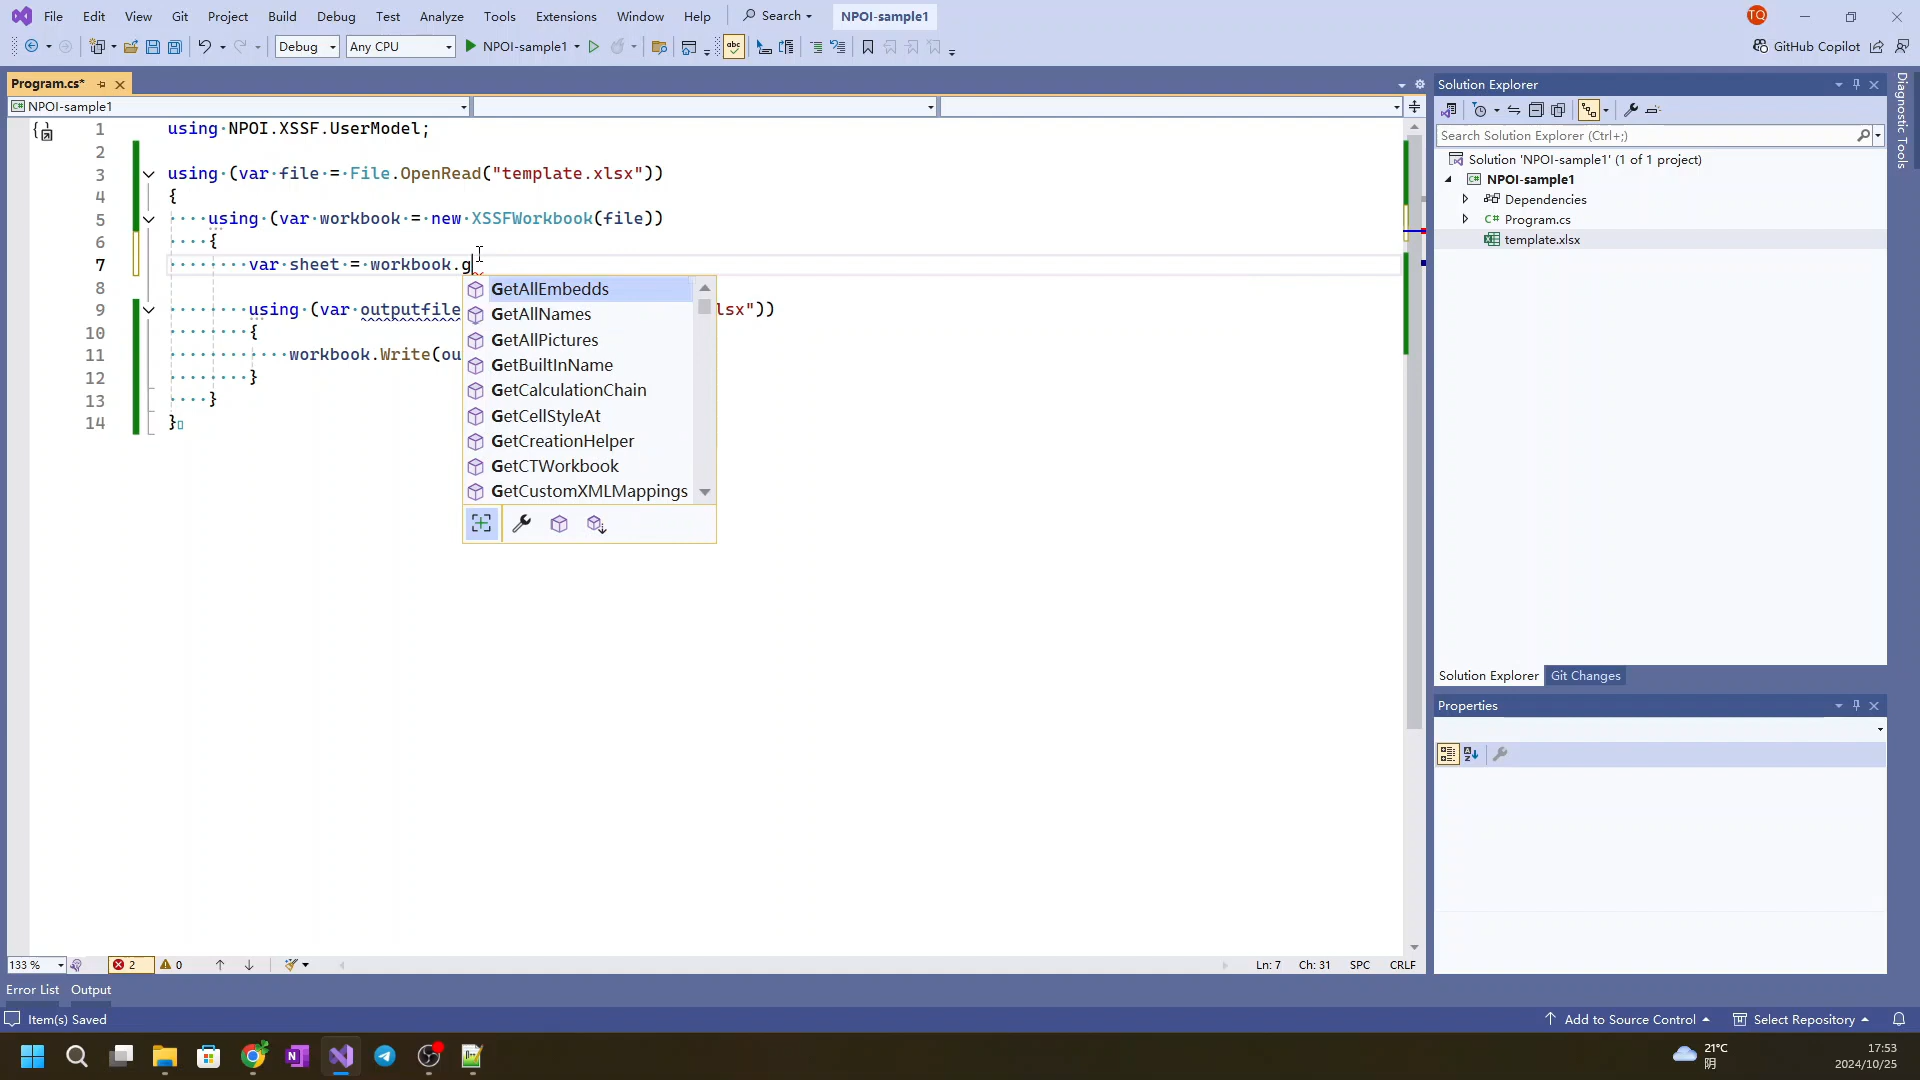 File Edit View Git Project Build Debug Test Analyze Tools Extensions Window Help Search NPOI-sample1 TQ
Debug Any CPU NPOI-sample1 abc GitHub Copilot
Program.cs*
C# NPOI-sample1
1 using NPOI.XSSF.UserModel;
2
3 using (var file = File.OpenRead("template.xlsx"))
4 {
5 using (var workbook = new XSSFWorkbook(file))
6 {
7 var sheet = workbook.g
8
9 using (var outputfile lsx"))
10 {
11 workbook.Write(ou
12 }
13 }
14 }
GetAllEmbedds
GetAllNames
GetAllPictures
GetBuiltInName
GetCalculationChain
GetCellStyleAt
GetCreationHelper
GetCTWorkbook
GetCustomXMLMappings
Solution Explorer
Search Solution Explorer (Ctrl+;)
Solution 'NPOI-sample1' (1 of 1 project)
C# NPOI-sample1
Dependencies
C# Program.cs
template.xlsx
Solution Explorer Git Changes
Properties
Diagnostic Tools
133 % 2 0 Ln: 7 Ch: 31 SPC CRLF
Error List Output
Item(s) Saved Add to Source Control Select Repository
21°C
阴
17:53
2024/10/25